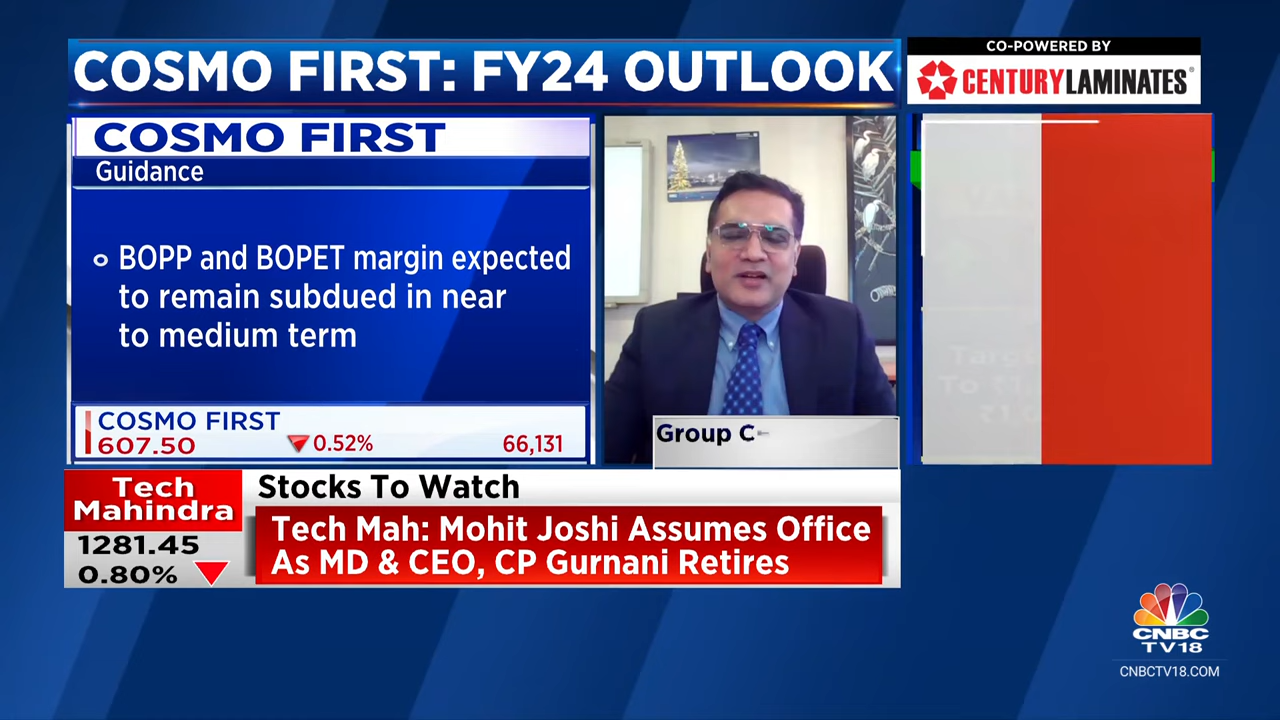 COSMO FIRST: FY24 OUTLOOK
CO-POWERED BY
CENTURYLAMINATES®
COSMO FIRST
Guidance
BOPP and BOPET margin expected
to remain subdued in near
to medium term
COSMO FIRST
607.50 ▼0.52% 66,131
Group C
Tech
Mahindra
1281.45
0.80% ▼
Stocks To Watch
Tech Mah: Mohit Joshi Assumes Office
As MD & CEO, CP Gurnani Retires
CNBC
TV18
CNBCTV18.COM